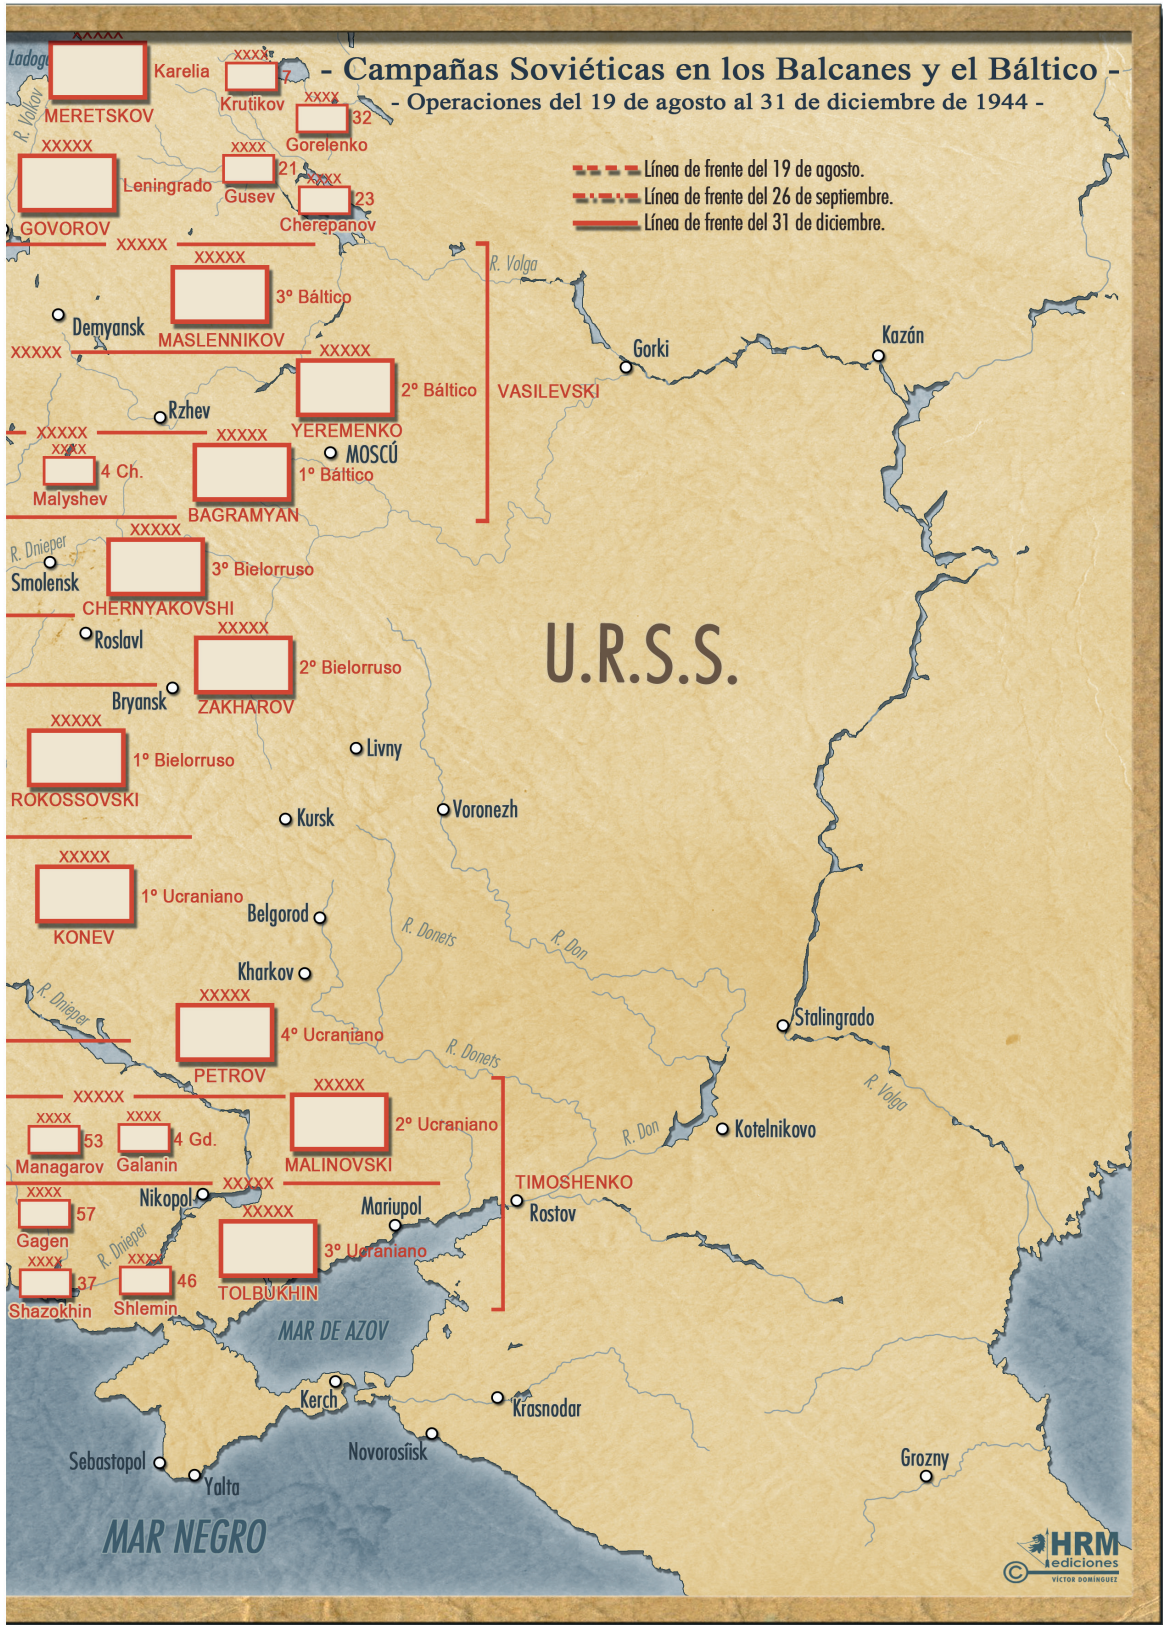 - Campañas Soviéticas en los Balcanes y el Báltico -
- Operaciones del 19 de agosto al 31 de diciembre de 1944 -
Línea de frente del 19 de agosto.
Línea de frente del 26 de septiembre.
Línea de frente del 31 de diciembre.
Ladoga
XXXXX
Karelia
MERETSKOV
XXXX
7
Krutikov
XXXX
32
Gorelenko
R. Volkov
XXXXX
Leningrado
GOVOROV
XXXX
21
Gusev
XXXX
23
Cherepanov
XXXXX
XXXXX
3º Báltico
MASLENNIKOV
R. Volga
Demyansk
XXXXX
XXXXX
2º Báltico
YEREMENKO
VASILEVSKI
Gorki
Kazán
Rzhev
XXXXX
XXXX
4 Ch.
Malyshev
XXXXX
1º Báltico
BAGRAMYAN
MOSCÚ
R. Dnieper
Smolensk
XXXXX
3º Bielorruso
CHERNYAKOVSHI
Roslavl
XXXXX
2º Bielorruso
ZAKHAROV
U.R.S.S.
Bryansk
XXXXX
1º Bielorruso
ROKOSSOVSKI
Livny
Kursk
Voronezh
XXXXX
1º Ucraniano
KONEV
Belgorod
R. Donets
R. Don
Kharkov
R. Dnieper
XXXXX
4º Ucraniano
PETROV
Stalingrado
R. Donets
R. Volga
XXXXX
XXXXX
2º Ucraniano
MALINOVSKI
XXXX
53
Managarov
XXXX
4 Gd.
Galanin
R. Don
Kotelnikovo
TIMOSHENKO
XXXXX
Nikopol
Mariupol
Rostov
XXXX
57
Gagen
XXXXX
3º Ucraniano
TOLBUKHIN
R. Dnieper
XXXX
37
Shazokhin
XXXX
46
Shlemin
MAR DE AZOV
Kerch
Krasnodar
Novorosíisk
Sebastopol
Yalta
Grozny
MAR NEGRO
HRM
ediciones
©
VÍCTOR DOMÍNGUEZ